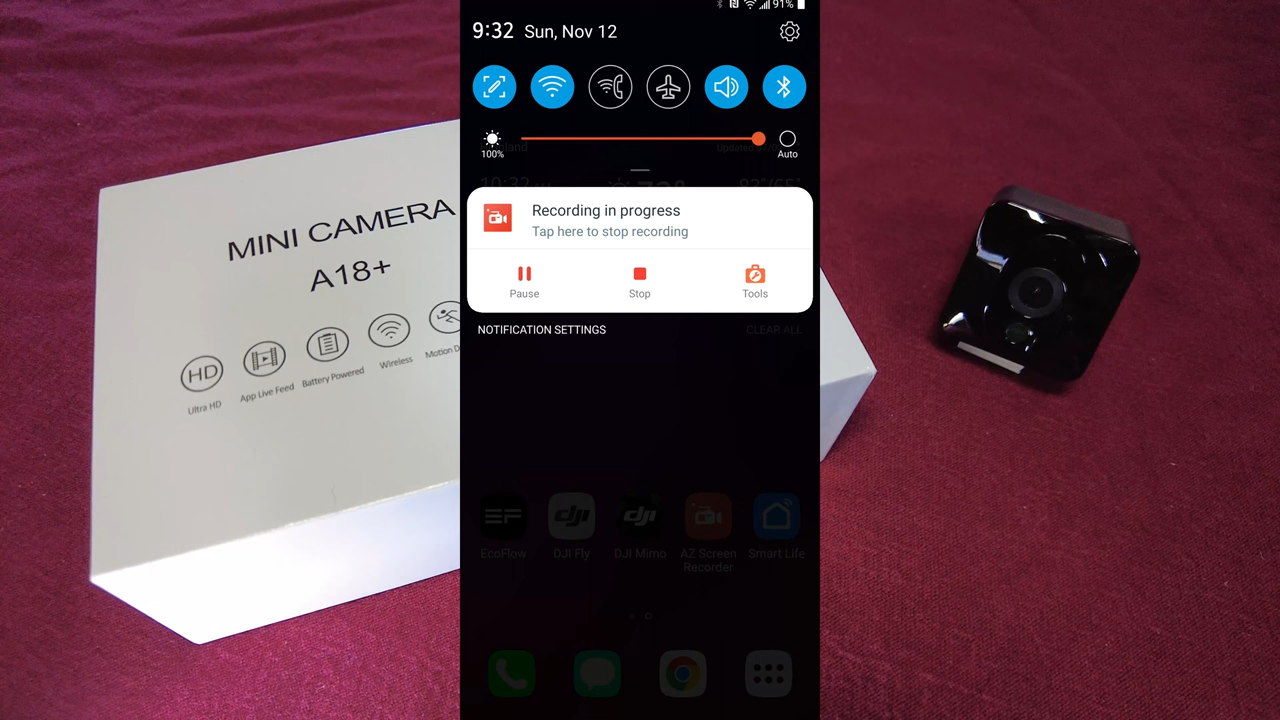 91%
9:32 Sun, Nov 12
100%
Auto
Recording in progress
Tap here to stop recording
Pause
Stop
Tools
NOTIFICATION SETTINGS
CLEAR ALL
EcoFlow
DJI Fly
DJI Mimo
AZ Screen
Recorder
Smart Life
MINI CAMERA
A18+
HD
Ultra HD
App Live Feed
Battery Powered
Wireless
Motion D